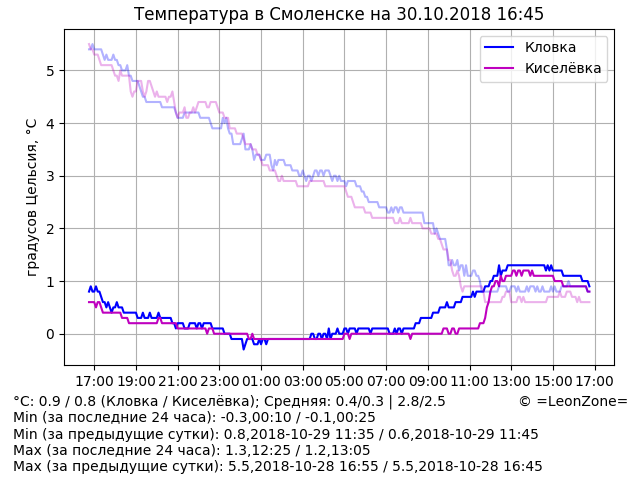 Температура в Смоленске на 30.10.2018 16:45
градусов Цельсия, °C
5
4
3
2
1
0
Кловка
Киселёвка
17:00 19:00 21:00 23:00 01:00 03:00 05:00 07:00 09:00 11:00 13:00 15:00 17:00
°C: 0.9 / 0.8 (Кловка / Киселёвка); Средняя: 0.4/0.3 | 2.8/2.5 © =LeonZone=
Min (за последние 24 часа): -0.3,00:10 / -0.1,00:25
Min (за предыдущие сутки): 0.8,2018-10-29 11:35 / 0.6,2018-10-29 11:45
Max (за последние 24 часа): 1.3,12:25 / 1.2,13:05
Max (за предыдущие сутки): 5.5,2018-10-28 16:55 / 5.5,2018-10-28 16:45